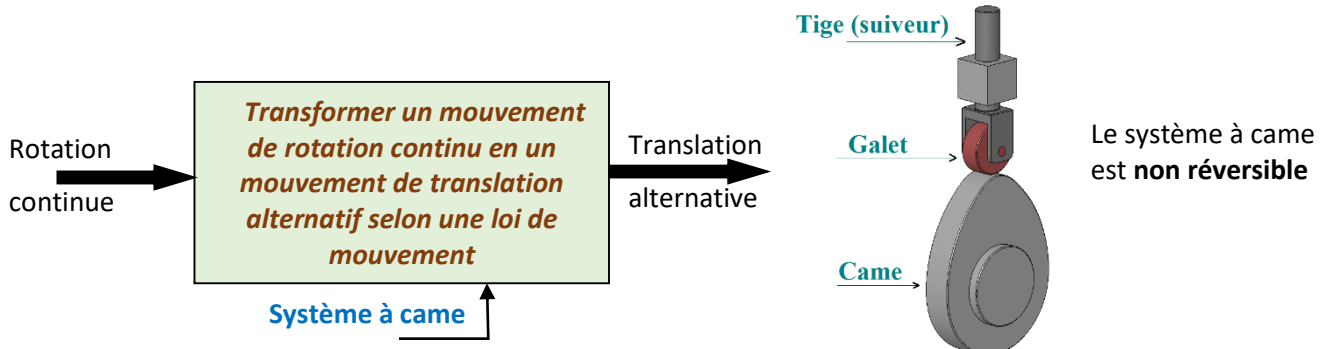 Rotation
continue
Transformer un mouvement
de rotation continu en un
mouvement de translation
alternatif selon une loi de
mouvement
Système à came
Translation
alternative
Tige (suiveur)
Galet
Came
Le système à came
est non réversible